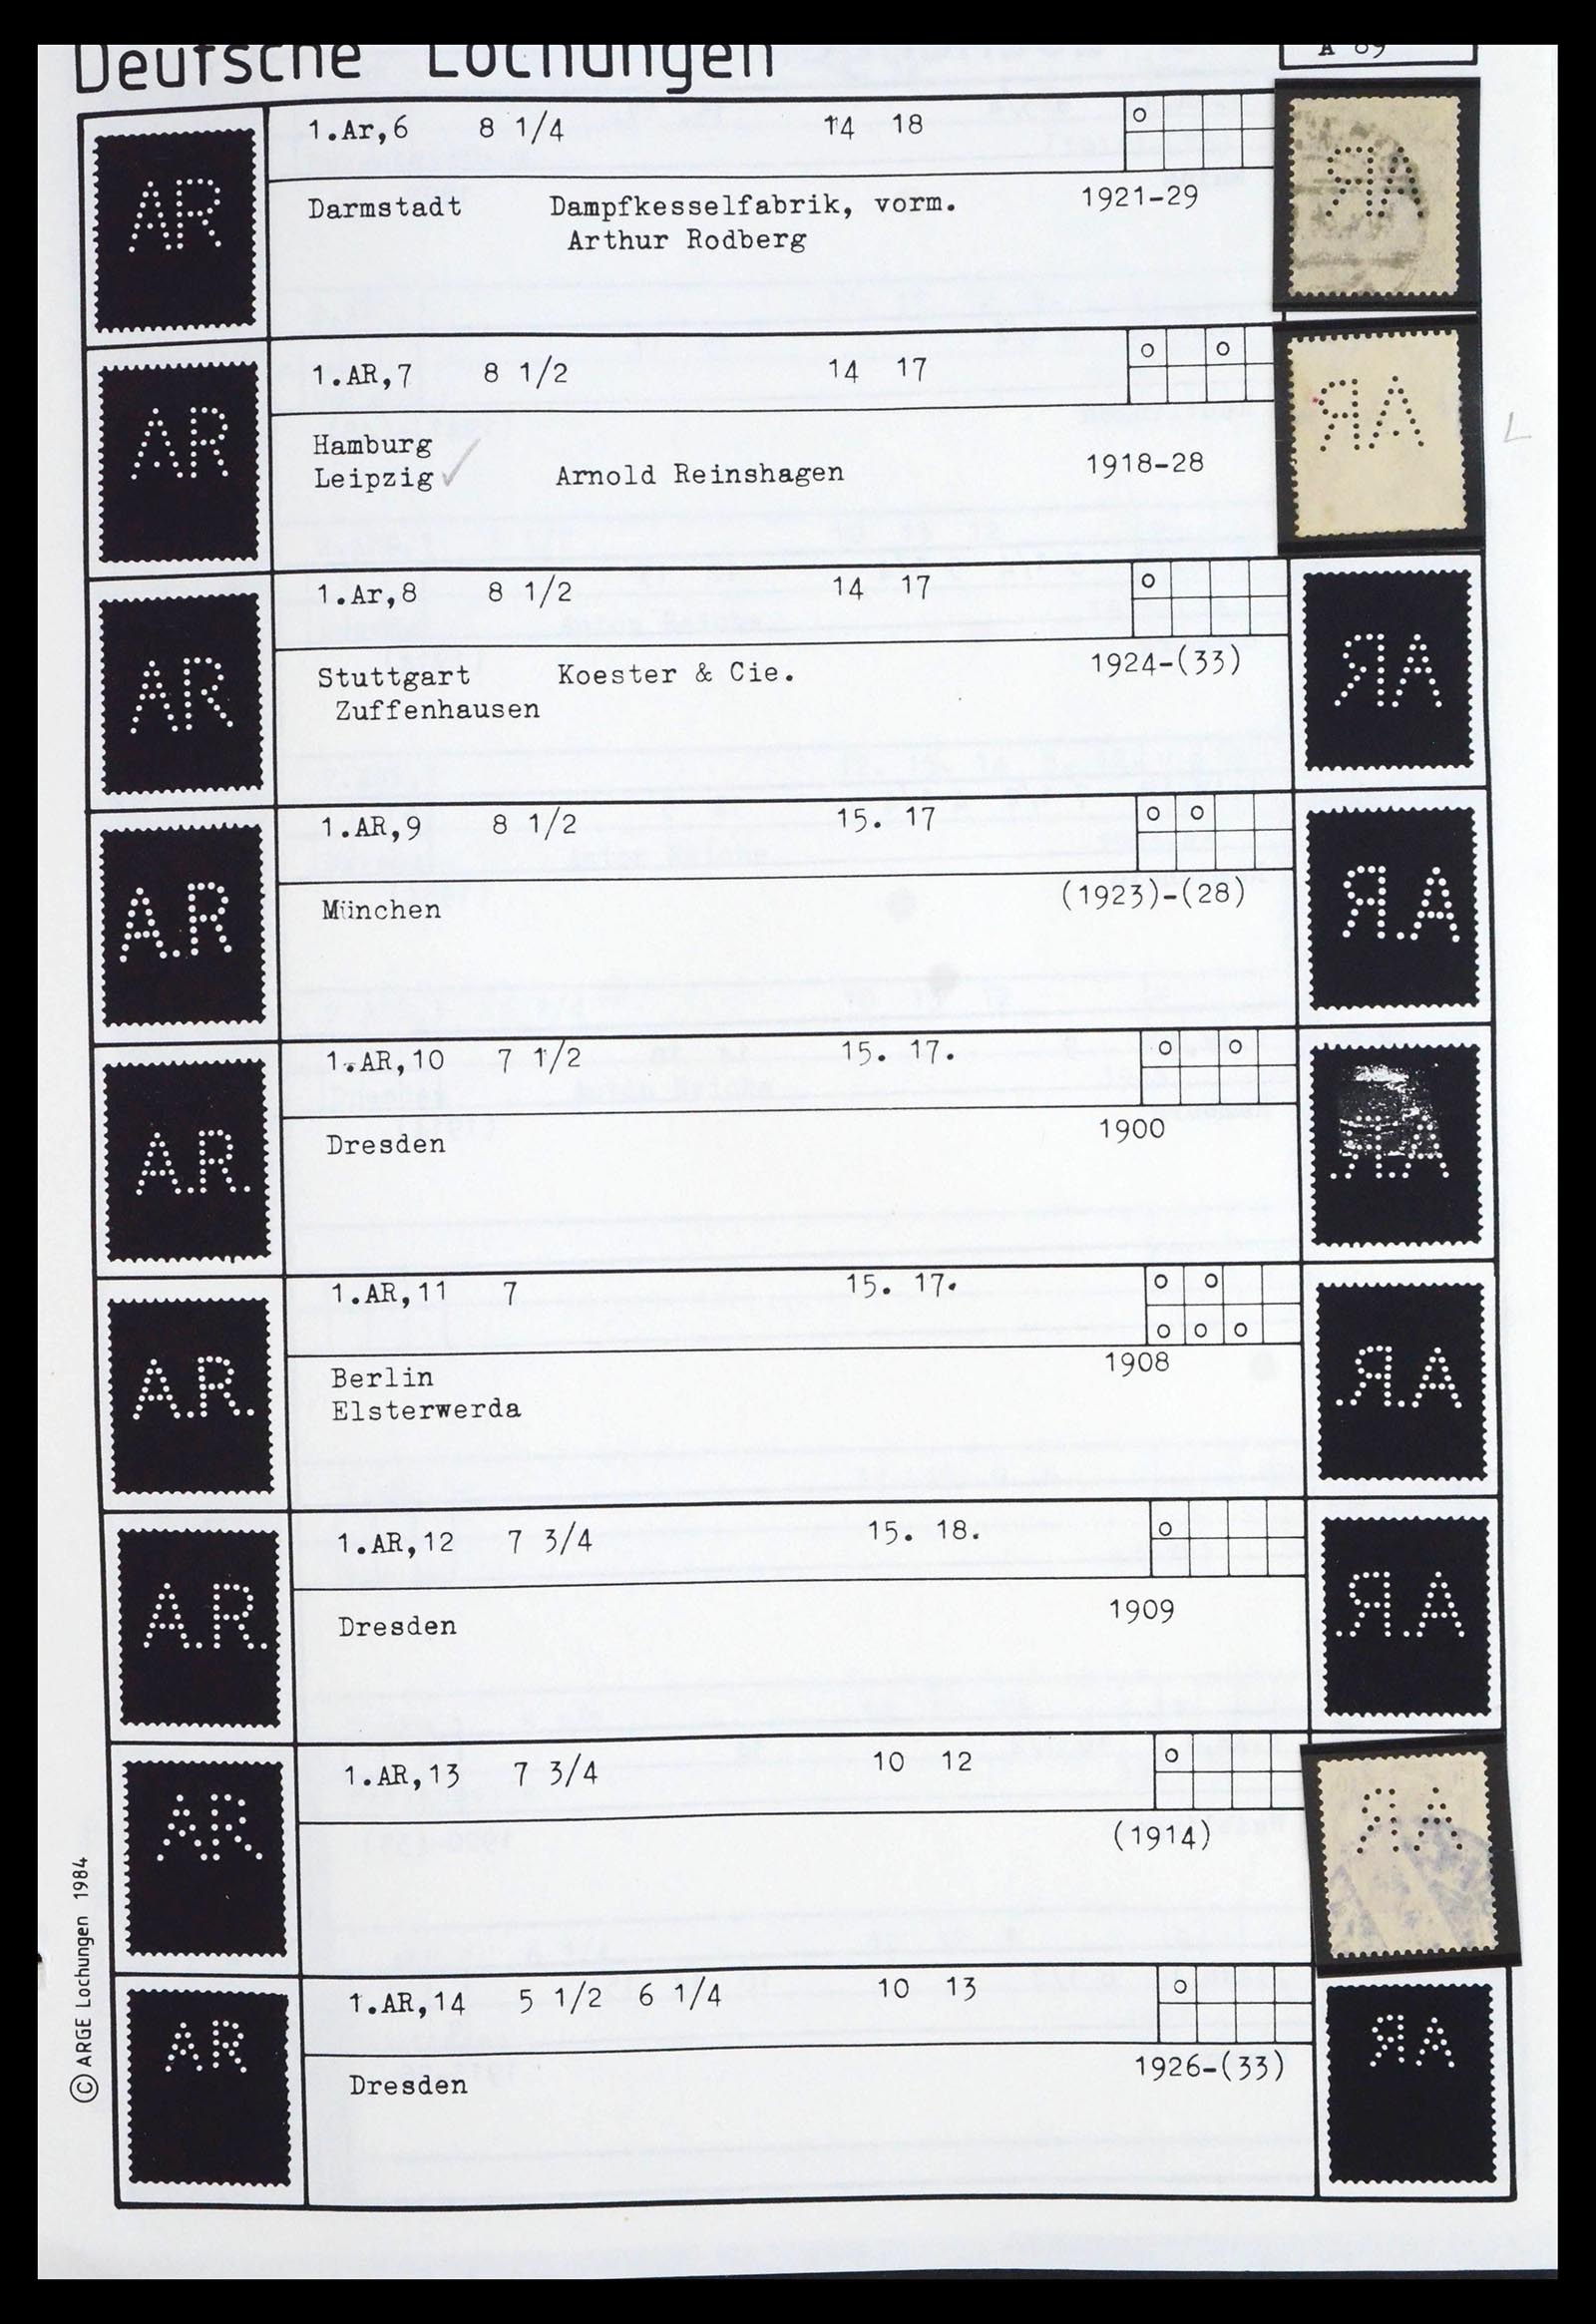 Deutsche Lochungen
A 89
AR
1.Ar,6 8 1/4 14 18
Darmstadt Dampfkesselfabrik, vorm. 1921-29
Arthur Rodberg
AR
1.AR,7 8 1/2 14 17
Hamburg
Leipzig ✓ Arnold Reinshagen 1918-28
AR
1.Ar,8 8 1/2 14 17
Stuttgart Koester & Cie. 1924-(33)
Zuffenhausen
A.R
1.AR,9 8 1/2 15. 17
München (1923)-(28)
A.R.
1.AR,10 7 1/2 15. 17.
Dresden 1900
A.R.
1.AR,11 7 15. 17.
Berlin 1908
Elsterwerda
A.R.
1.AR,12 7 3/4 15. 18.
Dresden 1909
AR
1.AR,13 7 3/4 10 12
(1914)
AR
1.AR,14 5 1/2 6 1/4 10 13
Dresden 1926-(33)
© ARGE Lochungen 1984